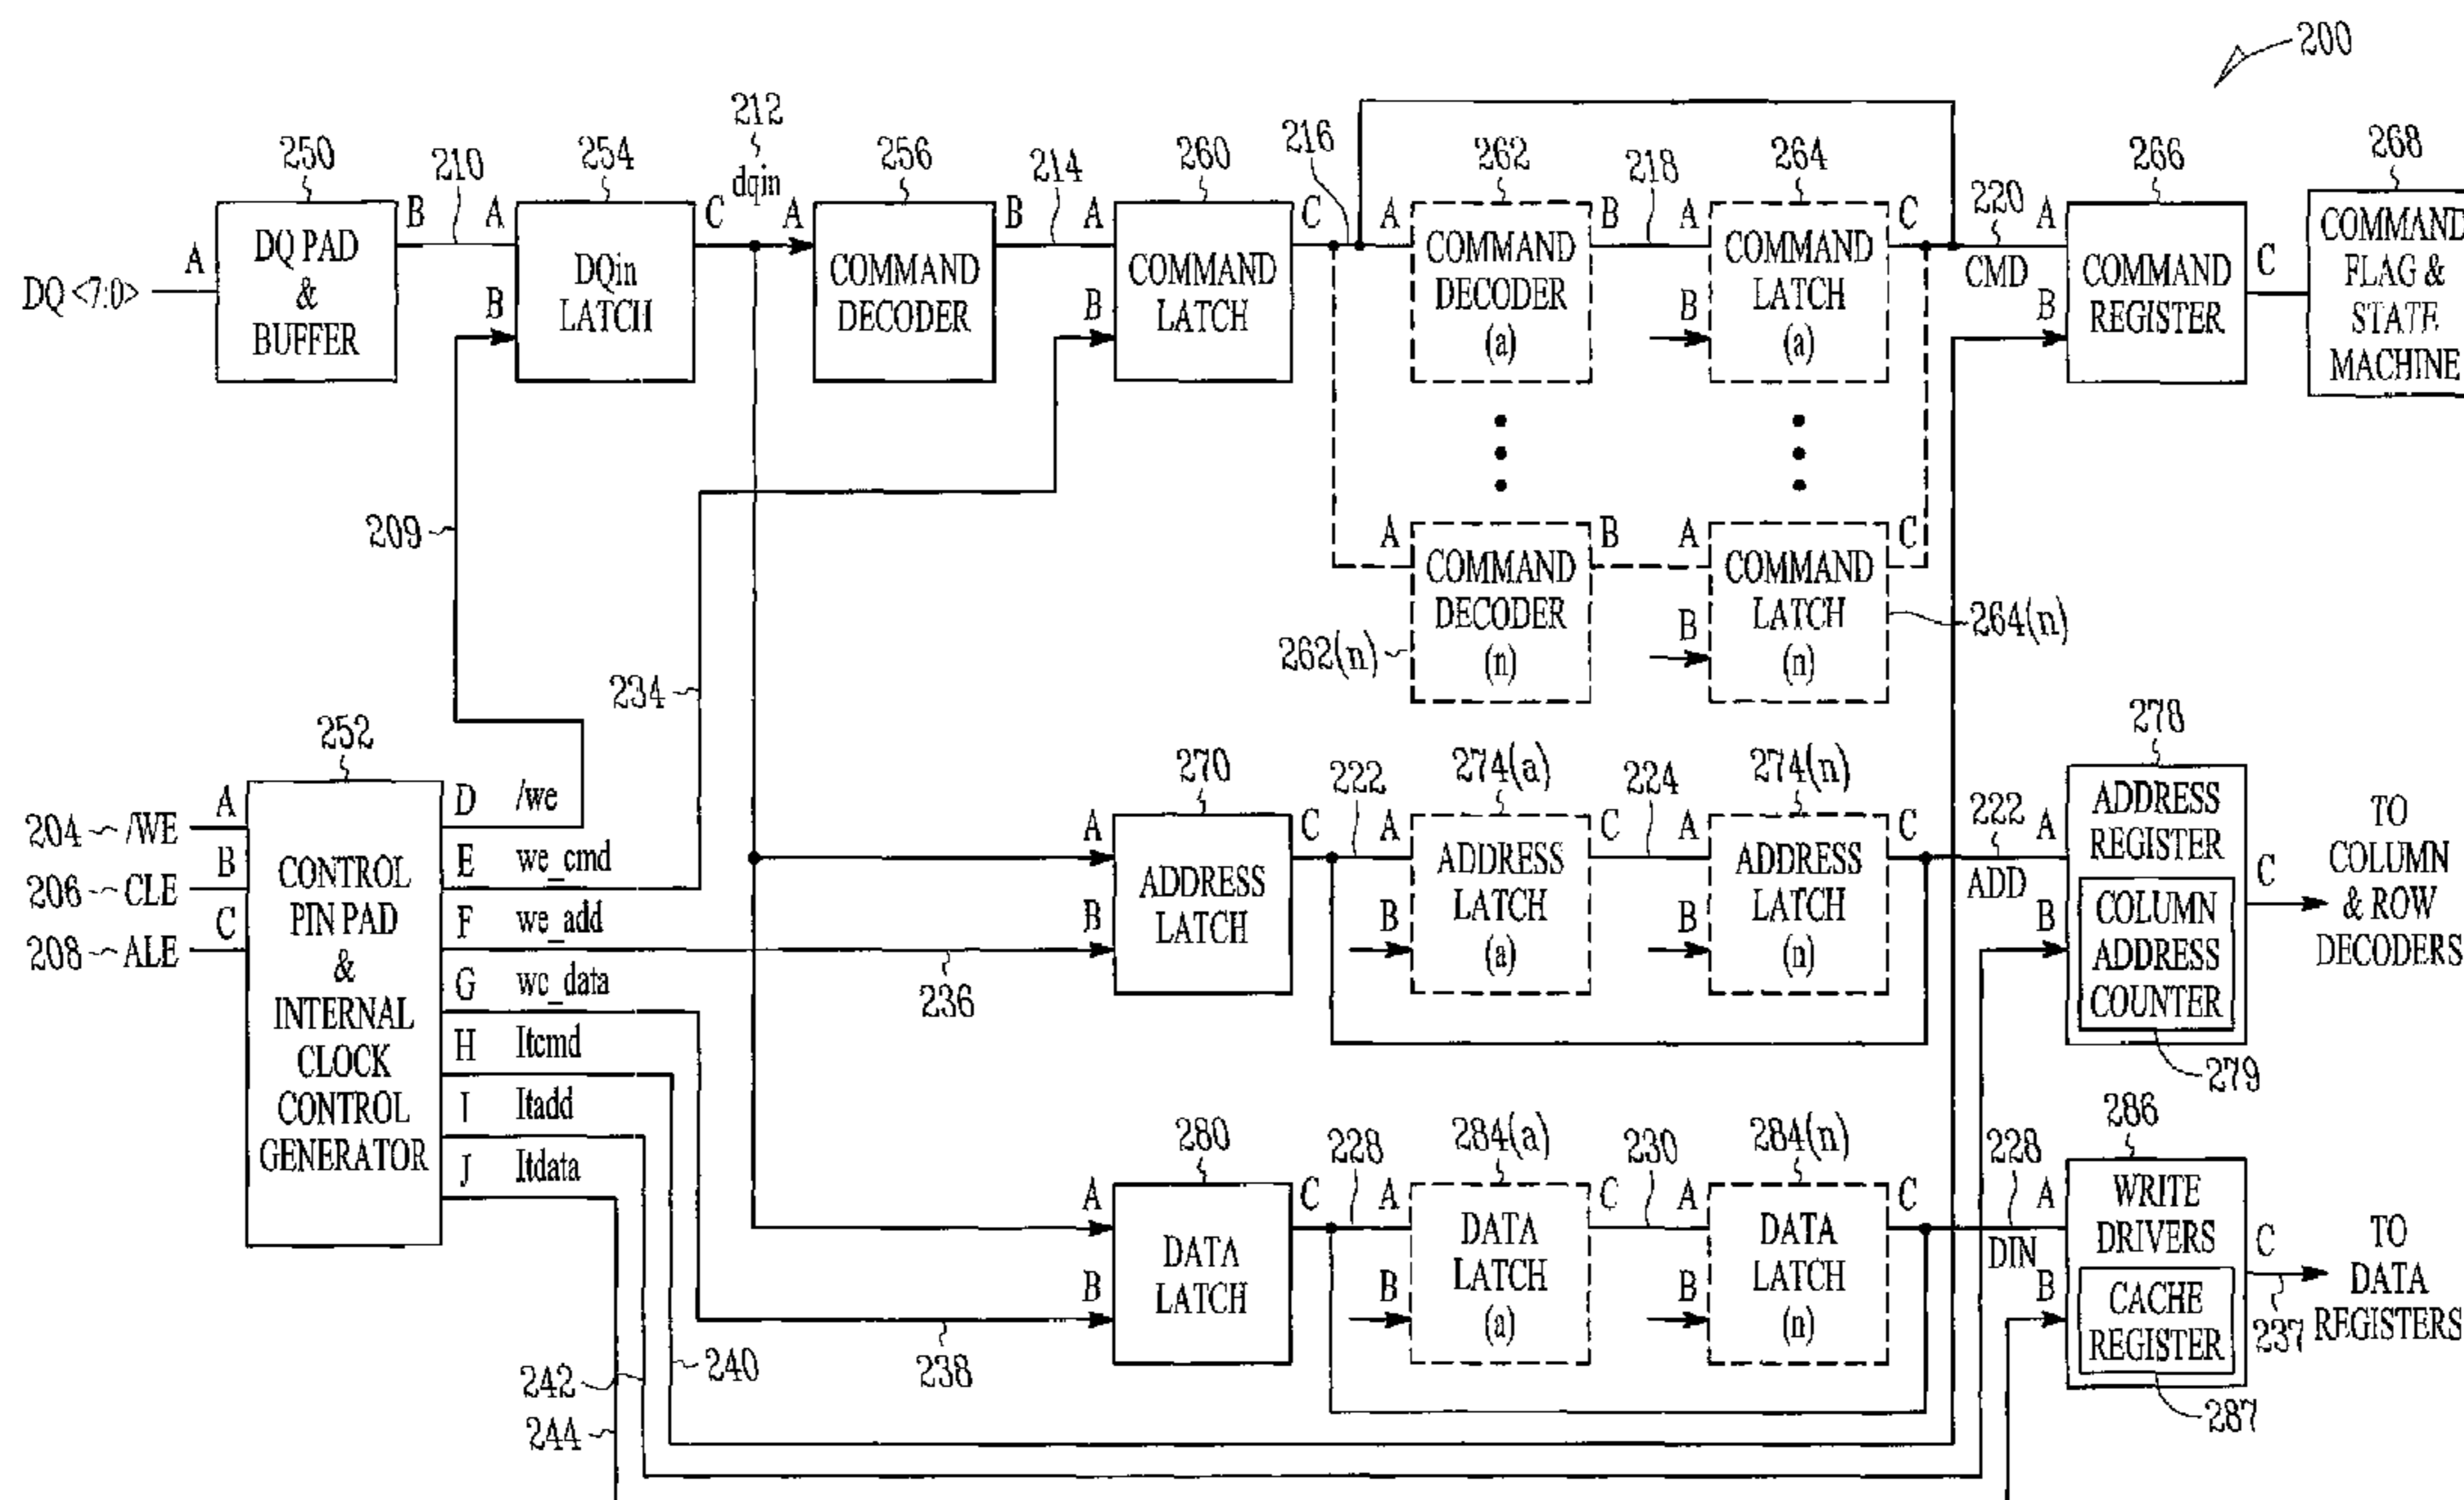 200
DQ <7:0>
A
250
DQ PAD
&
BUFFER
B
210
A
B
254
DQin
LATCH
C
212
dqin
A
256
COMMAND
DECODER
B
214
A
B
260
COMMAND
LATCH
C
216
A
262
COMMAND
DECODER
(a)
B
218
A
B
264
COMMAND
LATCH
(a)
C
220
CMD
A
B
266
COMMAND
REGISTER
C
268
COMMAND
FLAG &
STATE
MACHINE
209
234
A
COMMAND
DECODER
(n)
262(n)
B
A
B
COMMAND
LATCH
(n)
C
264(n)
252
204 /WE
206 CLE
208 ALE
A
B
C
CONTROL
PIN PAD
&
INTERNAL
CLOCK
CONTROL
GENERATOR
D /we
E we_cmd
F we_add
G we_data
H ltcmd
I ltadd
J ltdata
236
238
240
242
244
270
A
B
ADDRESS
LATCH
C
222
274(a)
A
B
ADDRESS
LATCH
(a)
C
224
274(n)
A
B
ADDRESS
LATCH
(n)
C
222
ADD
278
A
B
ADDRESS
REGISTER
COLUMN
ADDRESS
COUNTER
279
C
TO
COLUMN
& ROW
DECODERS
280
A
B
DATA
LATCH
C
228
284(a)
A
B
DATA
LATCH
(a)
C
230
284(n)
A
B
DATA
LATCH
(n)
C
228
DIN
286
A
B
WRITE
DRIVERS
CACHE
REGISTER
287
C
237
TO
DATA
REGISTERS